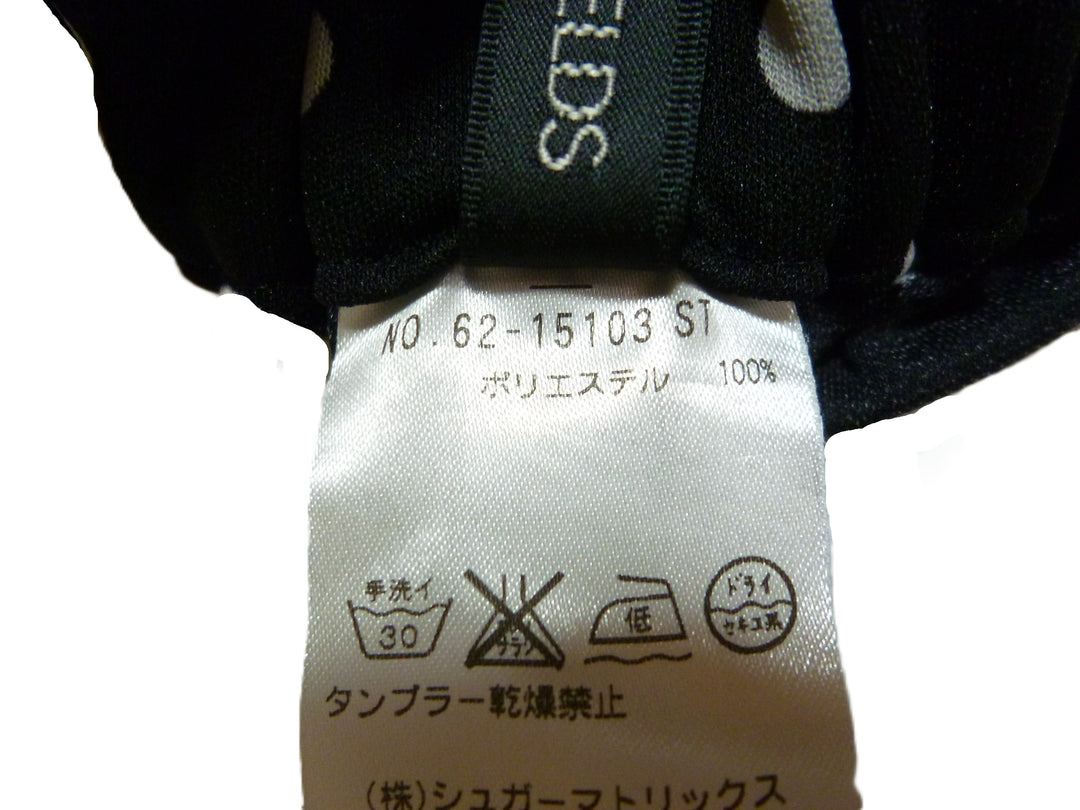 ELDS
NO.62-15103 ST
ポリエステル 100%
手洗イ
30
低
ドライ
セキユ系
タンブラー乾燥禁止
(株)シュガーマトリックス